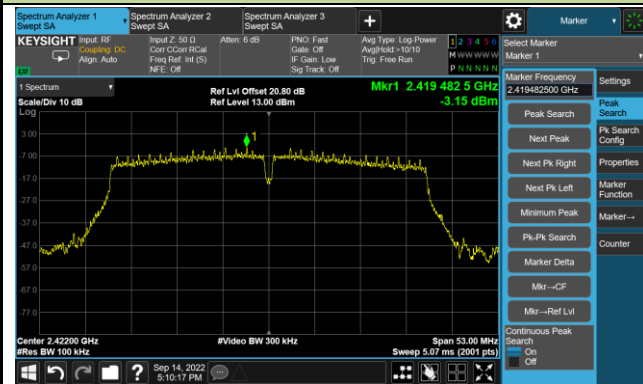 Spectrum Analyzer 1
Swept SA
Spectrum Analyzer 2
Swept SA
Spectrum Analyzer 3
Swept SA
+
Marker
KEYSIGHT
Input: RF
Coupling: DC
Align: Auto
Input Z: 50 Ω
Corr CCorr RCal
Freq Ref: Int (S)
NFE: Off
Atten: 6 dB
PNO: Fast
Gate: Off
IF Gain: Low
Sig Track: Off
Avg Type: Log-Power
Avg|Hold:>10/10
Trig: Free Run
1 2 3 4 5 6
M W W W W W
P N N N N N
Select Marker
Marker 1
LVI
1 Spectrum
Scale/Div 10 dB
Log
Ref Lvl Offset 20.80 dB
Ref Level 13.00 dBm
Mkr1 2.419 482 5 GHz
-3.15 dBm
1
3.00
-7.00
-17.0
-27.0
-37.0
-47.0
-57.0
-67.0
-77.0
Center 2.42200 GHz
#Res BW 100 kHz
#Video BW 300 kHz
Span 53.00 MHz
Sweep 5.07 ms (2001 pts)
Marker Frequency
2.419482500 GHz
Peak Search
Next Peak
Next Pk Right
Next Pk Left
Minimum Peak
Pk-Pk Search
Marker Delta
Mkr→CF
Mkr→Ref Lvl
Continuous Peak
Search
On
Off
Settings
Peak
Search
Pk Search
Config
Properties
Marker
Function
Marker→
Counter
?
Sep 14, 2022
5:10:17 PM